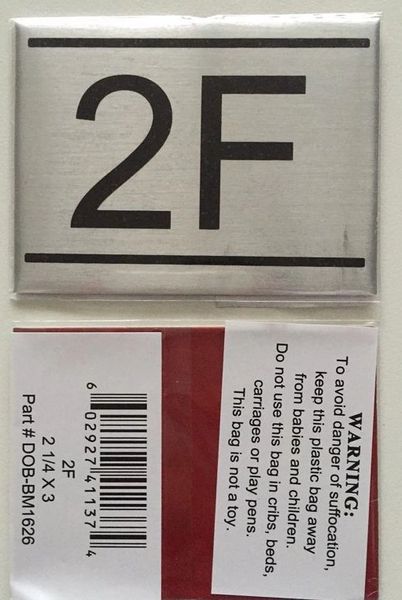 2F
WARNING:
To avoid danger of suffocation,
keep this plastic bag away
from babies and children.
Do not use this bag in cribs, beds,
carriages or play pens.
This bag is not a toy.
6 02927 41137 4
2F
2 1/4 X 3
Part # DOB-BM1626